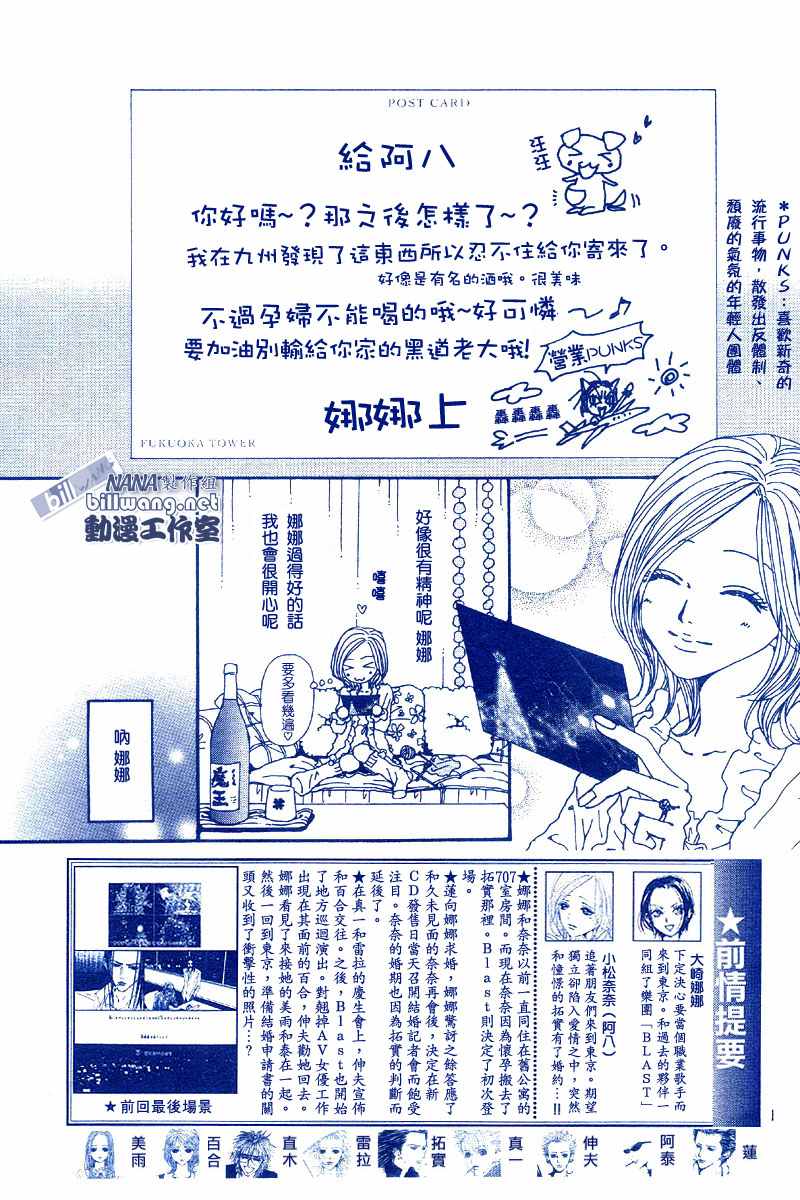 POST CARD
給阿八
汪
汪
你好嗎~？那之後怎樣了~？
我在九州發現了這東西所以忍不住給你寄來了。
好像是有名的酒哦。很美味
不過孕婦不能喝的哦~好可憐~♪
要加油別輸給你家的黑道老大哦!
營業PUNKS
轟轟轟轟
娜娜上
FUKUOKA TOWER
*PUNKS：喜歡新奇的
流行事物，散發出反體制、
頹廢的氣氛的年輕人團體
NANA製作組
billwang.net
動漫工作室
好像很有精神呢 娜娜
嘻嘻
娜娜過得好的話
我也會很開心呢
要多看幾遍♡
魔王
吶 娜娜
★前情提要
大崎娜娜
下定決心要當個職業歌手而
來到東京。和過去的夥伴一
同組了樂團「BLAST」
小松奈奈（阿八）
追著朋友們來到東京。期望
獨立卻陷入愛情之中，突然
和憧憬的拓實有了婚約…!!
★娜娜和奈奈以前一直同住在舊公寓的
707室房間。而現在奈奈因為懷孕搬去了
拓實那裡。Blast則決定了初次登
場。
★蓮向娜娜求婚，娜娜驚訝之餘答應了
和久未見面的奈奈再會後，決定在新
CD發售日當天召開結婚記者會而飽受
注目。奈奈的婚期也因為拓實的判斷而
延後了。
★在真一和雷拉的慶生會上，伸夫宣佈
和百合交往。之後，Blast也開始
了地方巡迴演出。對翹掉AV女優工作
出現在其面前的百合，伸夫勸她回去。
娜娜看見了來接她的美雨和泰在一起。
然後一回到東京，準備結婚申請書的關
頭又收到了衝擊性的照片…?
★前回最後場景
1
蓮
阿泰
伸夫
真一
拓實
雷拉
直木
百合
美雨